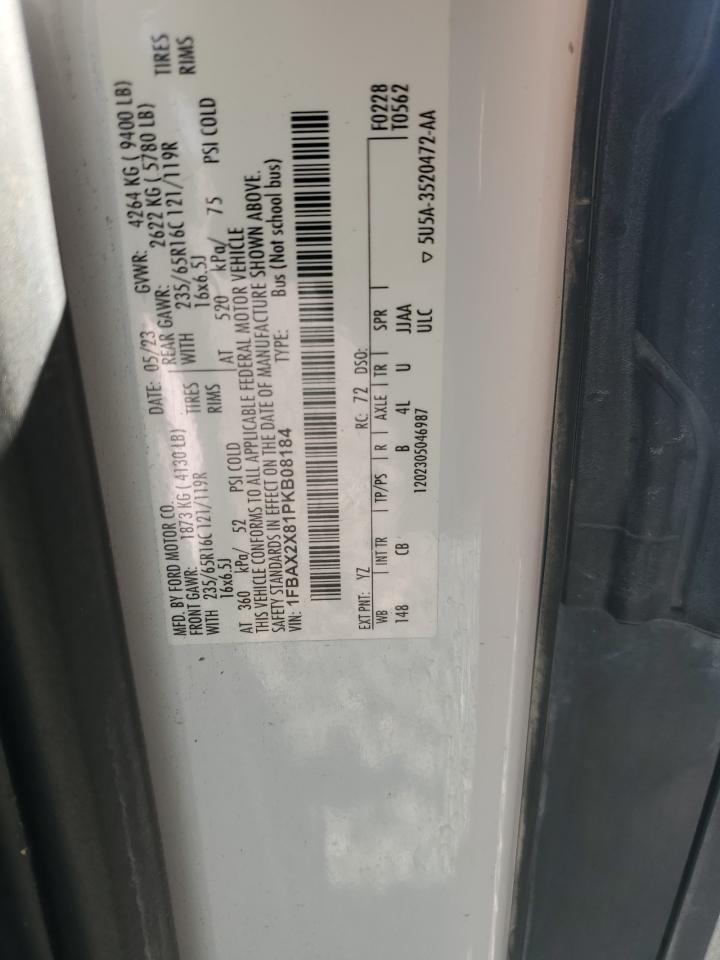 MFD. BY FORD MOTOR CO.
DATE: 05/23 GVWR: 4264 KG ( 9400 LB)
FRONT GAWR: 1873 KG ( 4130 LB) REAR GAWR: 2622 KG ( 5780 LB)
WITH 235/65R16C 121/119R TIRES WITH 235/65R16C 121/119R TIRES
16x6.5J RIMS 16x6.5J RIMS
AT 360 kPa/ 52 PSI COLD AT 520 kPa/ 75 PSI COLD
THIS VEHICLE CONFORMS TO ALL APPLICABLE FEDERAL MOTOR VEHICLE
SAFETY STANDARDS IN EFFECT ON THE DATE OF MANUFACTURE SHOWN ABOVE.
VIN: 1FBAX2X81PKB08184 TYPE: Bus (Not school bus)
EXT PNT: YZ RC: 72 DSO: F0228
WB INT TR TP/PS R AXLE TR SPR T0562
148 CB B 4L U JJAA
1202305046987 ULC ▽ 5U5A-3520472-AA